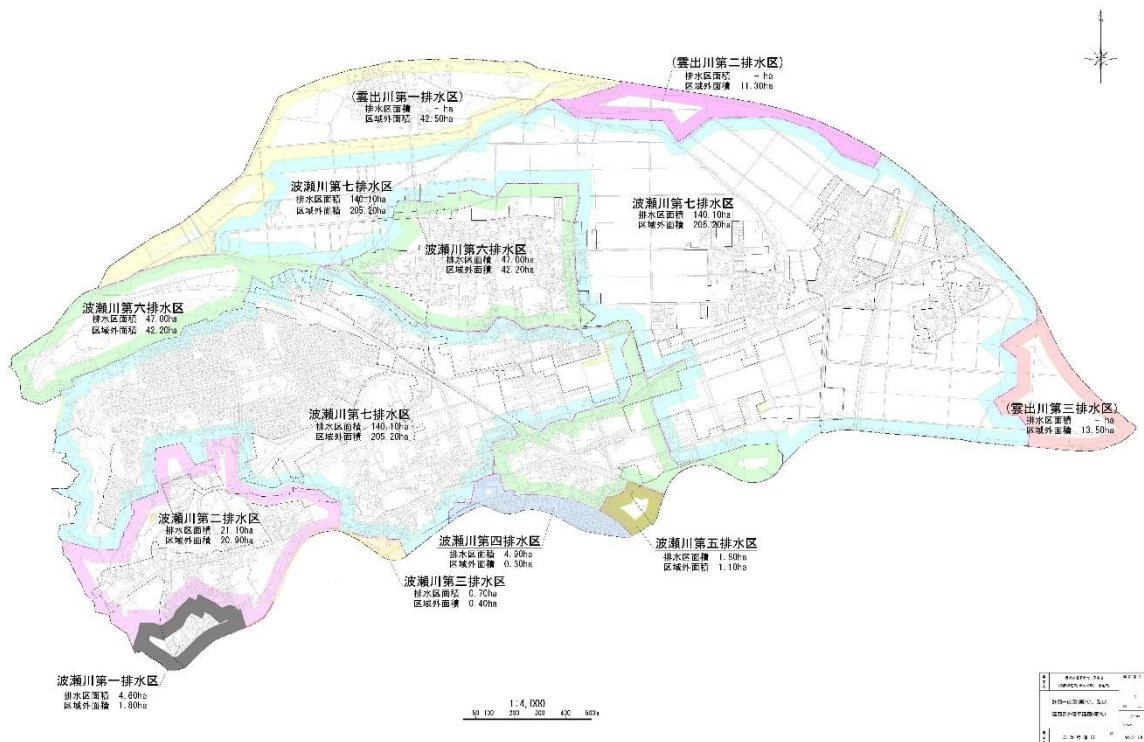 (雲出川第二排水区)
排水区面積 - ha
区域外面積 11.30ha
(雲出川第一排水区)
排水区面積 - ha
区域外面積 42.50ha
波瀬川第七排水区
排水区面積 140.10ha
区域外面積 205.20ha
波瀬川第七排水区
排水区面積 140.10ha
区域外面積 205.20ha
波瀬川第六排水区
排水区面積 47.00ha
区域外面積 42.20ha
波瀬川第六排水区
排水区面積 47.00ha
区域外面積 42.20ha
波瀬川第七排水区
排水区面積 140.10ha
区域外面積 205.20ha
(雲出川第三排水区)
排水区面積 - ha
区域外面積 13.50ha
波瀬川第二排水区
排水区面積 21.10ha
区域外面積 20.90ha
波瀬川第四排水区
排水区面積 4.90ha
区域外面積 0.30ha
波瀬川第五排水区
排水区面積 1.50ha
区域外面積 1.10ha
波瀬川第三排水区
排水区面積 0.70ha
区域外面積 0.40ha
波瀬川第一排水区
排水区面積 4.60ha
区域外面積 1.80ha
1:4,000
50 100 200 300 400 500m